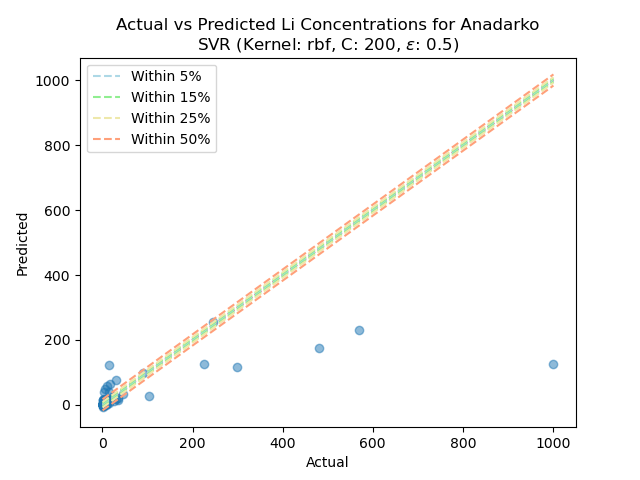 Actual vs Predicted Li Concentrations for Anadarko
SVR (Kernel: rbf, C: 200, ε: 0.5)
Within 5%
Within 15%
Within 25%
Within 50%
1000
800
600
400
200
0
Predicted
0
200
400
600
800
1000
Actual